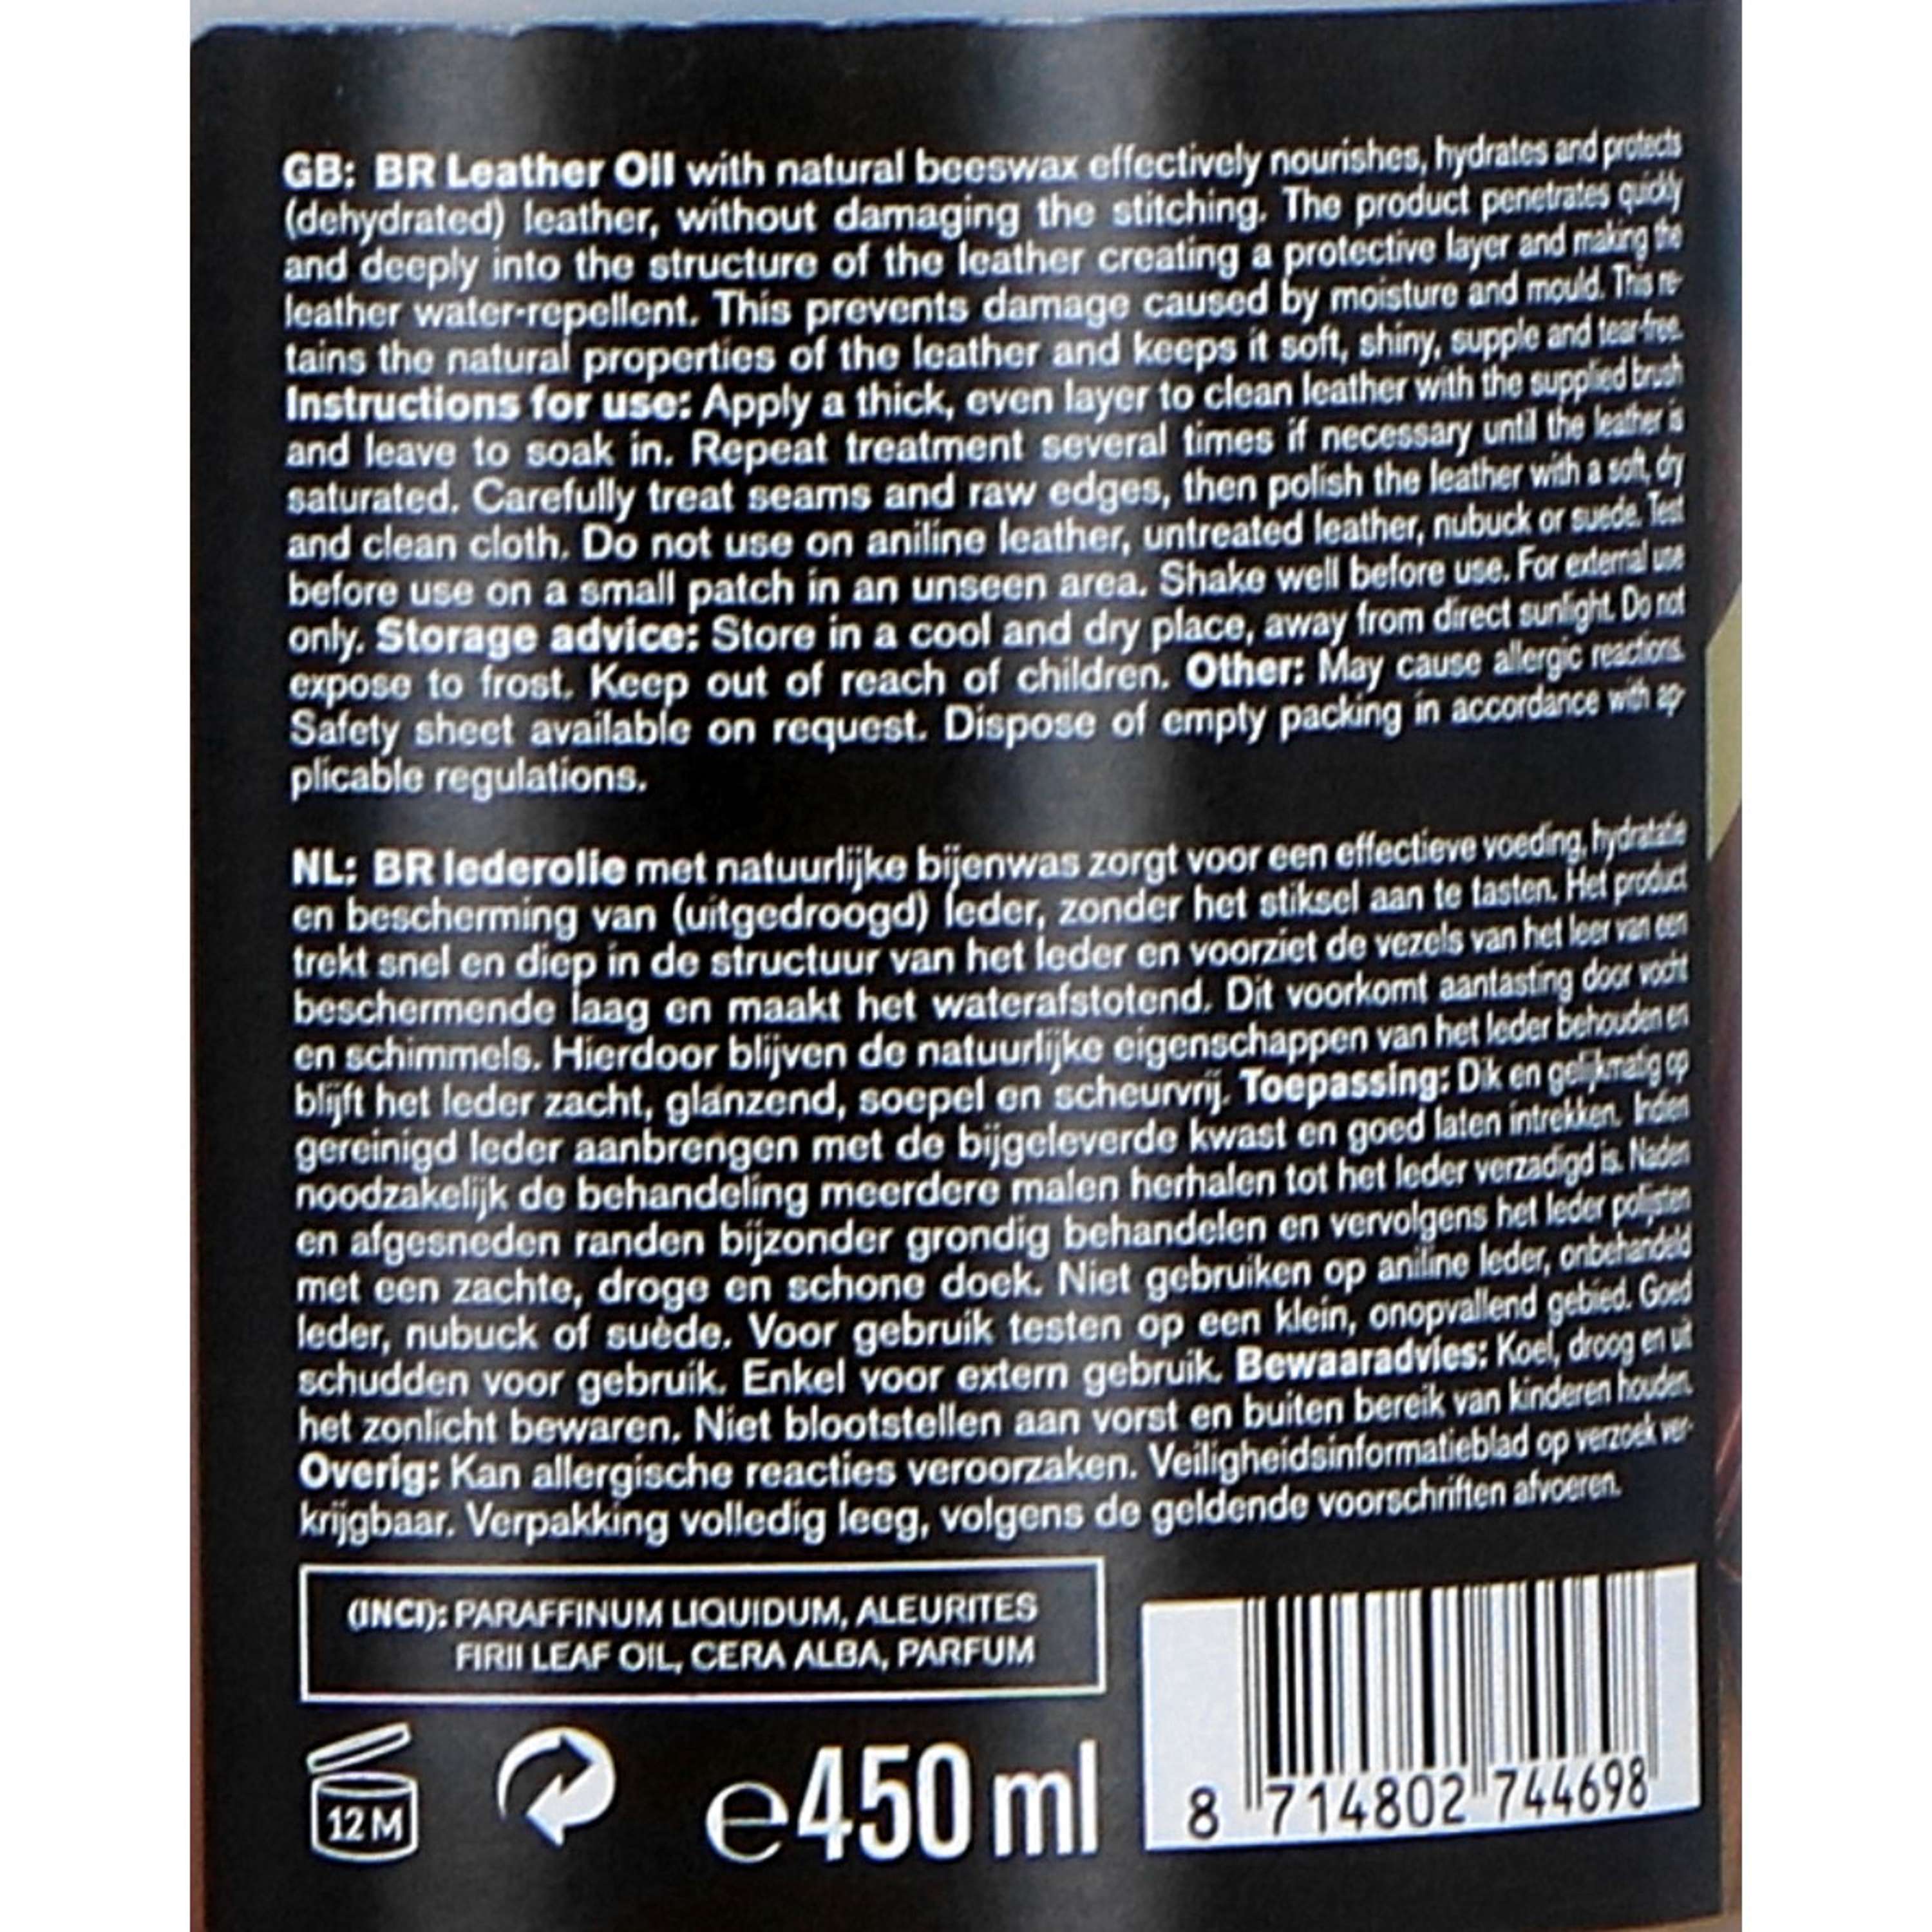 GB: BR Leather Oil with natural beeswax effectively nourishes, hydrates and protects
(dehydrated) leather, without damaging the stitching. The product penetrates quickly
and deeply into the structure of the leather creating a protective layer and making the
leather water-repellent. This prevents damage caused by moisture and mould. This re-
tains the natural properties of the leather and keeps it soft, shiny, supple and tear-free.
Instructions for use: Apply a thick, even layer to clean leather with the supplied brush
and leave to soak in. Repeat treatment several times if necessary until the leather is
saturated. Carefully treat seams and raw edges, then polish the leather with a soft, dry
and clean cloth. Do not use on aniline leather, untreated leather, nubuck or suede. Test
before use on a small patch in an unseen area. Shake well before use. For external use
only. Storage advice: Store in a cool and dry place, away from direct sunlight. Do not
expose to frost. Keep out of reach of children. Other: May cause allergic reactions.
Safety sheet available on request. Dispose of empty packing in accordance with ap-
plicable regulations.
NL: BR lederolie met natuurlijke bijenwas zorgt voor een effectieve voeding, hydratatie
en bescherming van (uitgedroogd) leder, zonder het stiksel aan te tasten. Het product
trekt snel en diep in de structuur van het leder en voorziet de vezels van het leer van een
beschermende laag en maakt het waterafstotend. Dit voorkomt aantasting door vocht
en schimmels. Hierdoor blijven de natuurlijke eigenschappen van het leder behouden en
blijft het leder zacht, glanzend, soepel en scheurvrij. Toepassing: Dik en gelijkmatig op
gereinigd leder aanbrengen met de bijgeleverde kwast en goed laten intrekken. Indien
noodzakelijk de behandeling meerdere malen herhalen tot het leder verzadigd is. Naden
en afgesneden randen bijzonder grondig behandelen en vervolgens het leder polijsten
met een zachte, droge en schone doek. Niet gebruiken op aniline leder, onbehandeld
leder, nubuck of suède. Voor gebruik testen op een klein, onopvallend gebied. Goed
schudden voor gebruik. Enkel voor extern gebruik. Bewaaradvies: Koel, droog en uit
het zonlicht bewaren. Niet blootstellen aan vorst en buiten bereik van kinderen houden.
Overig: Kan allergische reacties veroorzaken. Veiligheidsinformatieblad op verzoek ver-
krijgbaar. Verpakking volledig leeg, volgens de geldende voorschriften afvoeren.
(INCI): PARAFFINUM LIQUIDUM, ALEURITES
FIRII LEAF OIL, CERA ALBA, PARFUM
12 M
℮450 ml
8 714802 744698